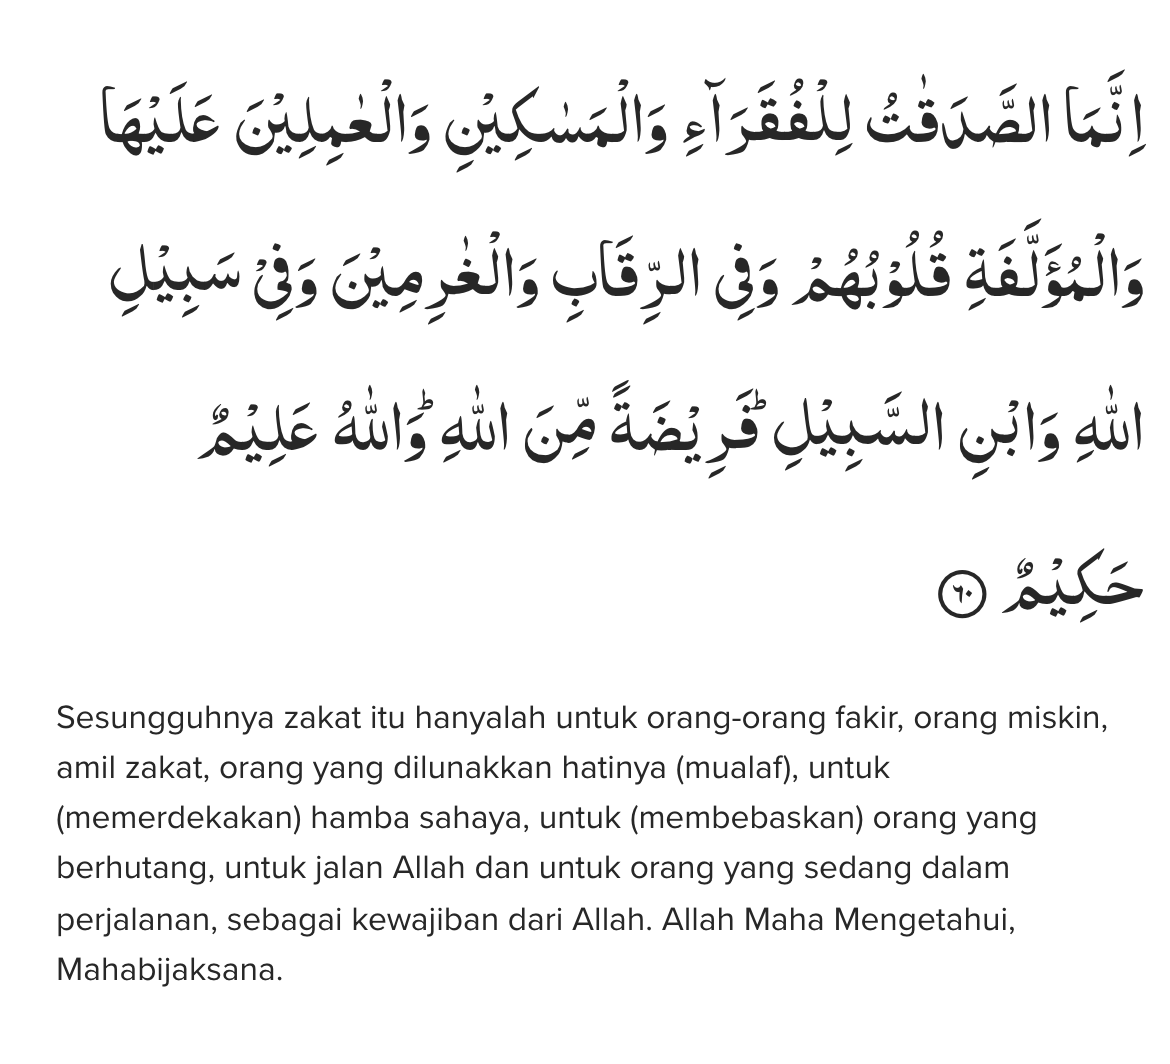 اِنَّمَا الصَّدَقٰتُ لِلْفُقَرَاۤءِ وَالْمَسٰكِيْنِ وَالْعٰمِلِيْنَ عَلَيْهَا
وَالْمُؤَلَّفَةِ قُلُوْبُهُمْ وَفِى الرِّقَابِ وَالْغٰرِمِيْنَ وَفِيْ سَبِيْلِ
اللّٰهِ وَابْنِ السَّبِيْلِۗ فَرِيْضَةً مِّنَ اللّٰهِ ۗوَاللّٰهُ عَلِيْمٌ
حَكِيْمٌ ٦٠
Sesungguhnya zakat itu hanyalah untuk orang-orang fakir, orang miskin,
amil zakat, orang yang dilunakkan hatinya (mualaf), untuk
(memerdekakan) hamba sahaya, untuk (membebaskan) orang yang
berhutang, untuk jalan Allah dan untuk orang yang sedang dalam
perjalanan, sebagai kewajiban dari Allah. Allah Maha Mengetahui,
Mahabijaksana.